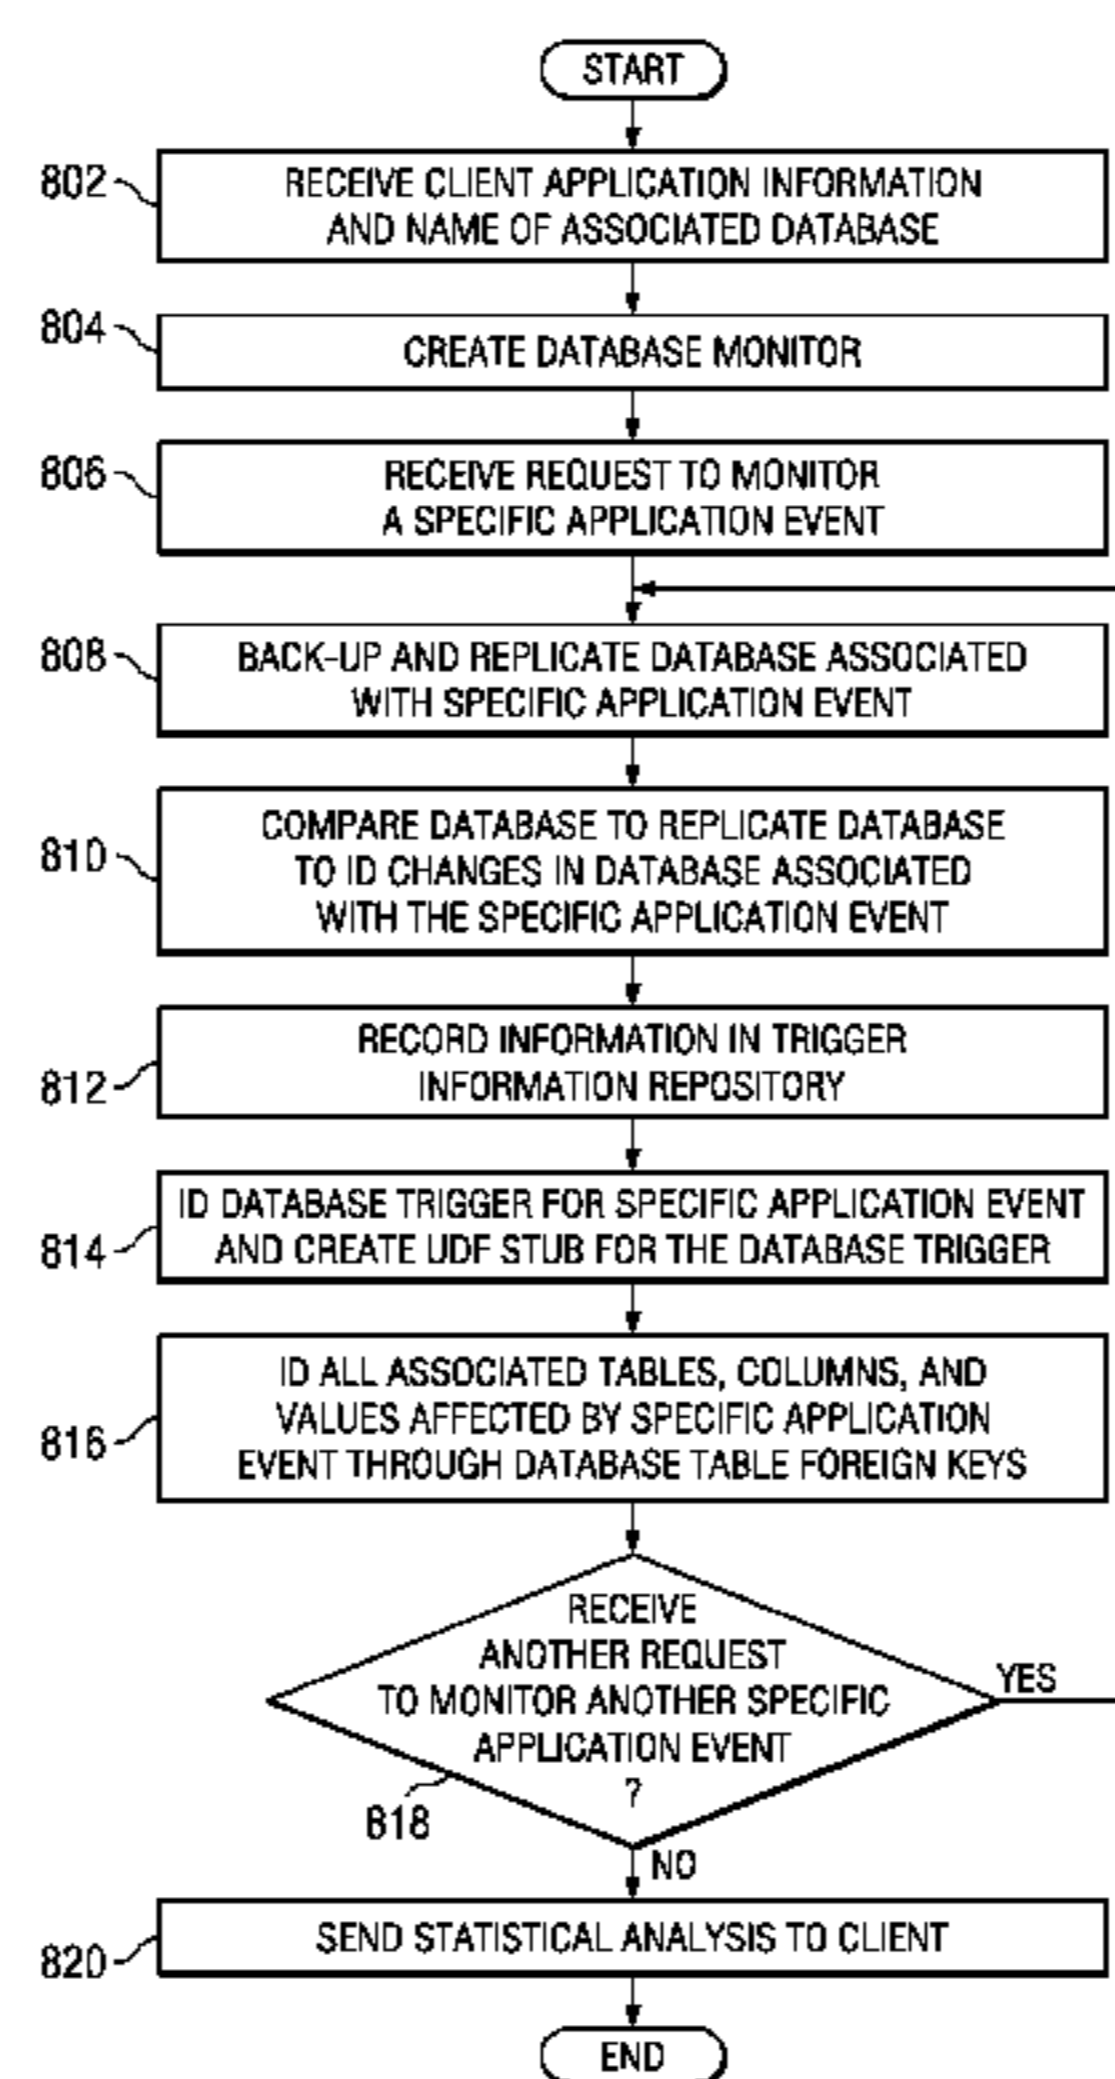 START
802
RECEIVE CLIENT APPLICATION INFORMATION
AND NAME OF ASSOCIATED DATABASE
804
CREATE DATABASE MONITOR
806
RECEIVE REQUEST TO MONITOR
A SPECIFIC APPLICATION EVENT
808
BACK-UP AND REPLICATE DATABASE ASSOCIATED
WITH SPECIFIC APPLICATION EVENT
810
COMPARE DATABASE TO REPLICATE DATABASE
TO ID CHANGES IN DATABASE ASSOCIATED
WITH THE SPECIFIC APPLICATION EVENT
812
RECORD INFORMATION IN TRIGGER
INFORMATION REPOSITORY
814
ID DATABASE TRIGGER FOR SPECIFIC APPLICATION EVENT
AND CREATE UDF STUB FOR THE DATABASE TRIGGER
816
ID ALL ASSOCIATED TABLES, COLUMNS, AND
VALUES AFFECTED BY SPECIFIC APPLICATION
EVENT THROUGH DATABASE TABLE FOREIGN KEYS
RECEIVE
ANOTHER REQUEST
TO MONITOR ANOTHER SPECIFIC
APPLICATION EVENT
?
YES
818
NO
820
SEND STATISTICAL ANALYSIS TO CLIENT
END